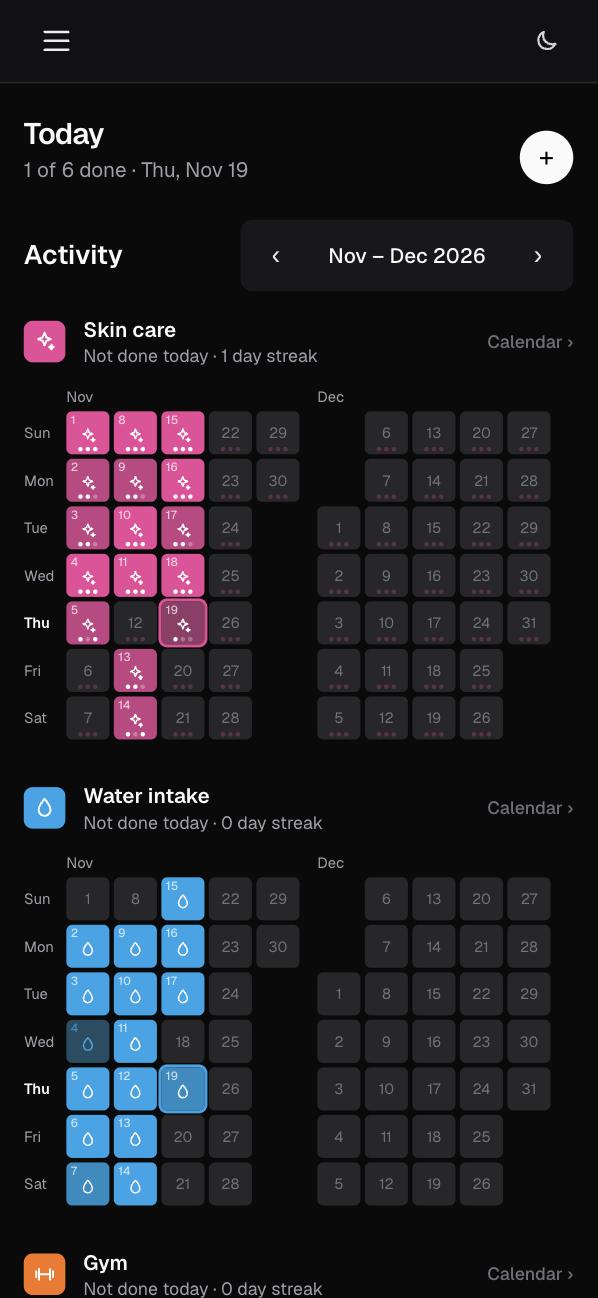 Today
1 of 6 done · Thu, Nov 19
+
Activity
‹ Nov – Dec 2026 ›
Skin care
Not done today · 1 day streak
Calendar ›
Nov Dec
Sun 1 8 15 22 29 6 13 20 27
Mon 2 9 16 23 30 7 14 21 28
Tue 3 10 17 24 1 8 15 22 29
Wed 4 11 18 25 2 9 16 23 30
Thu 5 12 19 26 3 10 17 24 31
Fri 6 13 20 27 4 11 18 25
Sat 7 14 21 28 5 12 19 26
Water intake
Not done today · 0 day streak
Calendar ›
Nov Dec
Sun 1 8 15 22 29 6 13 20 27
Mon 2 9 16 23 30 7 14 21 28
Tue 3 10 17 24 1 8 15 22 29
Wed 4 11 18 25 2 9 16 23 30
Thu 5 12 19 26 3 10 17 24 31
Fri 6 13 20 27 4 11 18 25
Sat 7 14 21 28 5 12 19 26
Gym
Not done today · 0 day streak
Calendar ›